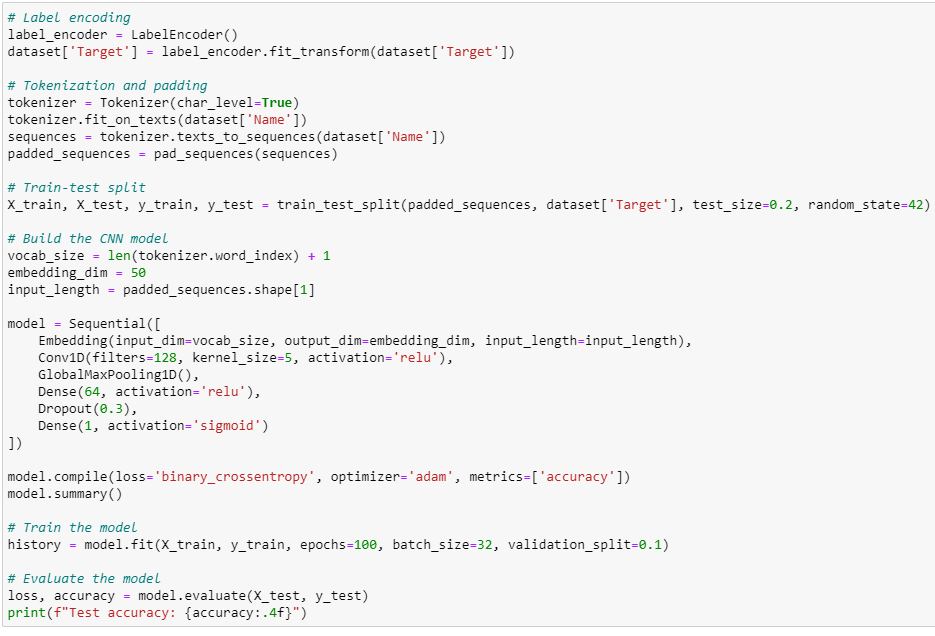 # Label encoding
label_encoder = LabelEncoder()
dataset['Target'] = label_encoder.fit_transform(dataset['Target'])

# Tokenization and padding
tokenizer = Tokenizer(char_level=True)
tokenizer.fit_on_texts(dataset['Name'])
sequences = tokenizer.texts_to_sequences(dataset['Name'])
padded_sequences = pad_sequences(sequences)

# Train-test split
X_train, X_test, y_train, y_test = train_test_split(padded_sequences, dataset['Target'], test_size=0.2, random_state=42)

# Build the CNN model
vocab_size = len(tokenizer.word_index) + 1
embedding_dim = 50
input_length = padded_sequences.shape[1]

model = Sequential([
    Embedding(input_dim=vocab_size, output_dim=embedding_dim, input_length=input_length),
    Conv1D(filters=128, kernel_size=5, activation='relu'),
    GlobalMaxPooling1D(),
    Dense(64, activation='relu'),
    Dropout(0.3),
    Dense(1, activation='sigmoid')
])

model.compile(loss='binary_crossentropy', optimizer='adam', metrics=['accuracy'])
model.summary()

# Train the model
history = model.fit(X_train, y_train, epochs=100, batch_size=32, validation_split=0.1)

# Evaluate the model
loss, accuracy = model.evaluate(X_test, y_test)
print(f"Test accuracy: {accuracy:.4f}")